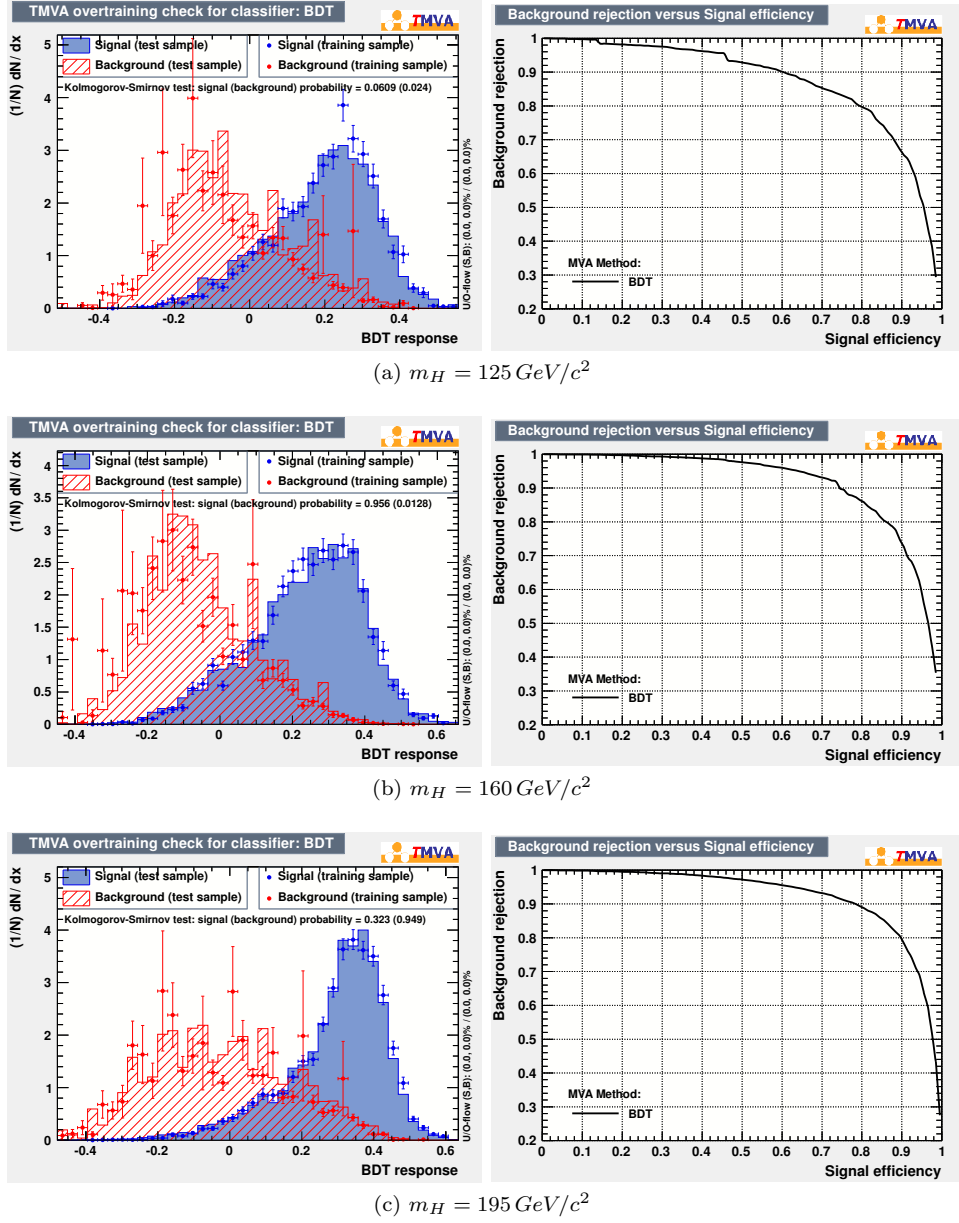 TMVA overtraining check for classifier: BDT
TMVA
Signal (test sample)
Background (test sample)
Signal (training sample)
Background (training sample)
Kolmogorov-Smirnov test: signal (background) probability = 0.0609 (0.024)
(1/N) dN / dx
5
4
3
2
1
0
-0.4 -0.2 0 0.2 0.4
BDT response
U/O-flow (S,B): (0.0, 0.0)% / (0.0, 0.0)%
Background rejection versus Signal efficiency
TMVA
Background rejection
1
0.9
0.8
0.7
0.6
0.5
0.4
0.3
0.2
MVA Method:
BDT
0 0.1 0.2 0.3 0.4 0.5 0.6 0.7 0.8 0.9 1
Signal efficiency
(a) m_H = 125 GeV/c²
TMVA overtraining check for classifier: BDT
TMVA
Signal (test sample)
Background (test sample)
Signal (training sample)
Background (training sample)
Kolmogorov-Smirnov test: signal (background) probability = 0.956 (0.0128)
(1/N) dN / dx
4
3.5
3
2.5
2
1.5
1
0.5
0
-0.4 -0.2 0 0.2 0.4 0.6
BDT response
U/O-flow (S,B): (0.0, 0.0)% / (0.0, 0.0)%
Background rejection versus Signal efficiency
TMVA
Background rejection
1
0.9
0.8
0.7
0.6
0.5
0.4
0.3
0.2
MVA Method:
BDT
0 0.1 0.2 0.3 0.4 0.5 0.6 0.7 0.8 0.9 1
Signal efficiency
(b) m_H = 160 GeV/c²
TMVA overtraining check for classifier: BDT
TMVA
Signal (test sample)
Background (test sample)
Signal (training sample)
Background (training sample)
Kolmogorov-Smirnov test: signal (background) probability = 0.323 (0.949)
(1/N) dN / dx
5
4
3
2
1
0
-0.4 -0.2 0 0.2 0.4 0.6
BDT response
U/O-flow (S,B): (0.0, 0.0)% / (0.0, 0.0)%
Background rejection versus Signal efficiency
TMVA
Background rejection
1
0.9
0.8
0.7
0.6
0.5
0.4
0.3
0.2
MVA Method:
BDT
0 0.1 0.2 0.3 0.4 0.5 0.6 0.7 0.8 0.9 1
Signal efficiency
(c) m_H = 195 GeV/c²